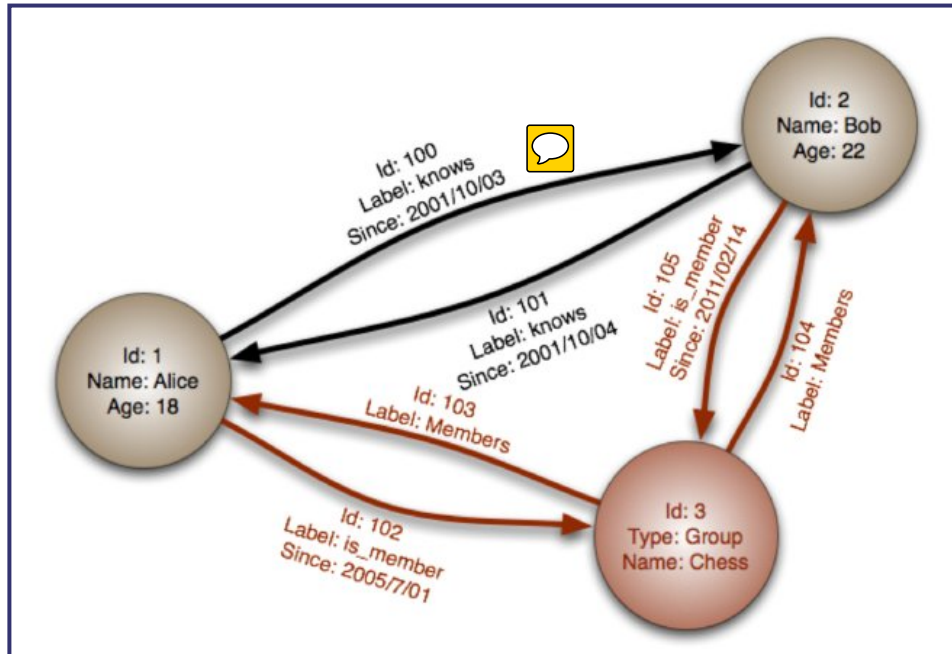 Id: 2
Name: Bob
Age: 22
Id: 100
Label: knows
Since: 2001/10/03
Id: 101
Label: knows
Since: 2001/10/04
Id: 105
Label: is_member
Since: 2011/02/14
Id: 104
Label: Members
Id: 1
Name: Alice
Age: 18
Id: 103
Label: Members
Id: 102
Label: is_member
Since: 2005/7/01
Id: 3
Type: Group
Name: Chess